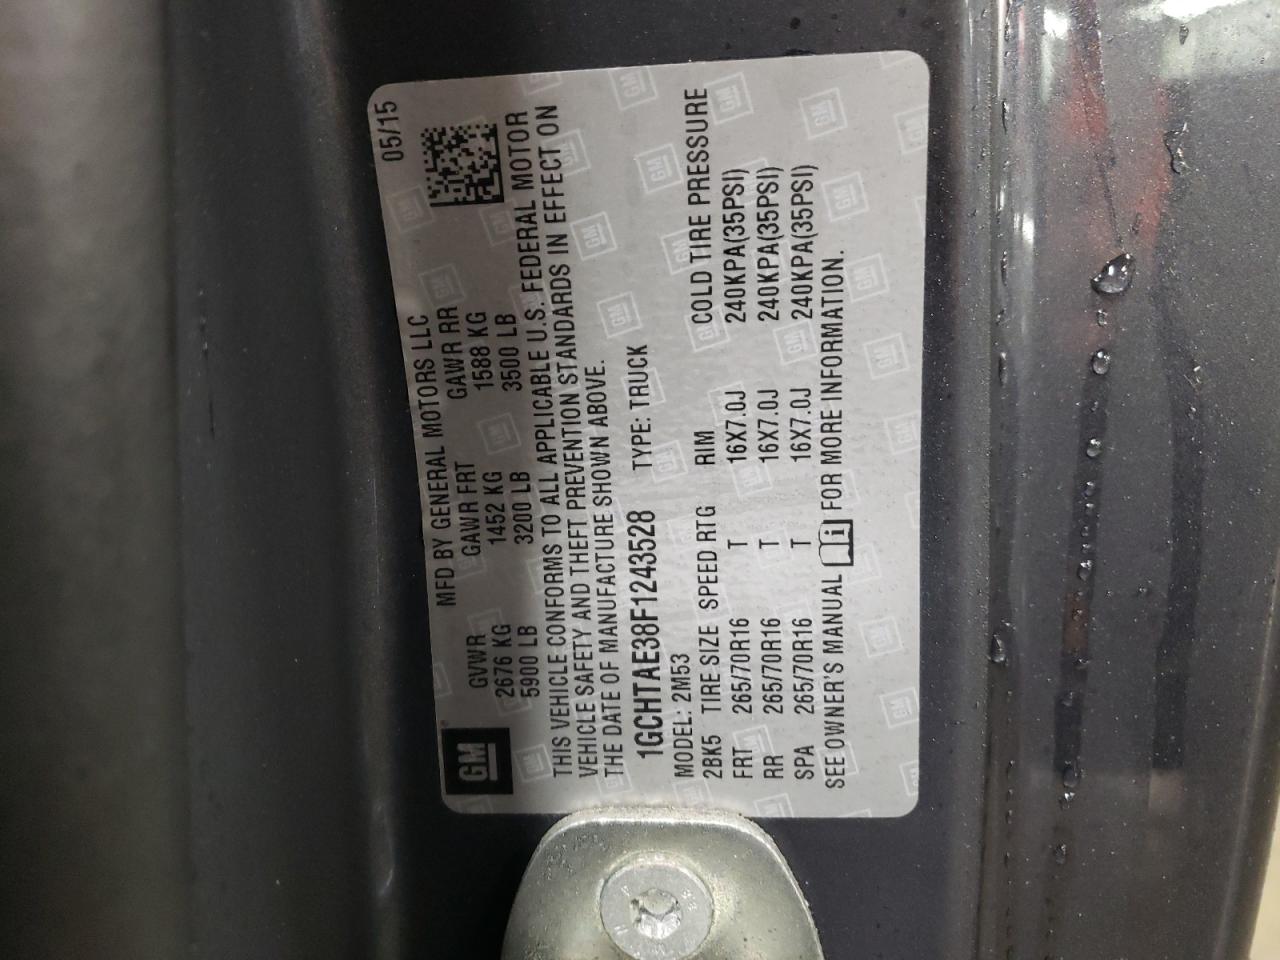 05/15
MFD BY GENERAL MOTORS LLC
GVWR GAWR FRT GAWR RR
2676 KG 1452 KG 1588 KG
5900 LB 3200 LB 3500 LB
GM
THIS VEHICLE CONFORMS TO ALL APPLICABLE U.S. FEDERAL MOTOR
VEHICLE SAFETY AND THEFT PREVENTION STANDARDS IN EFFECT ON
THE DATE OF MANUFACTURE SHOWN ABOVE.
1GCHTAE38F1243528 TYPE: TRUCK
MODEL: 2M53
2BK5 TIRE SIZE SPEED RTG RIM COLD TIRE PRESSURE
FRT 265/70R16 T 16X7.0J 240KPA(35PSI)
RR 265/70R16 T 16X7.0J 240KPA(35PSI)
SPA 265/70R16 T 16X7.0J 240KPA(35PSI)
SEE OWNER'S MANUAL i FOR MORE INFORMATION.